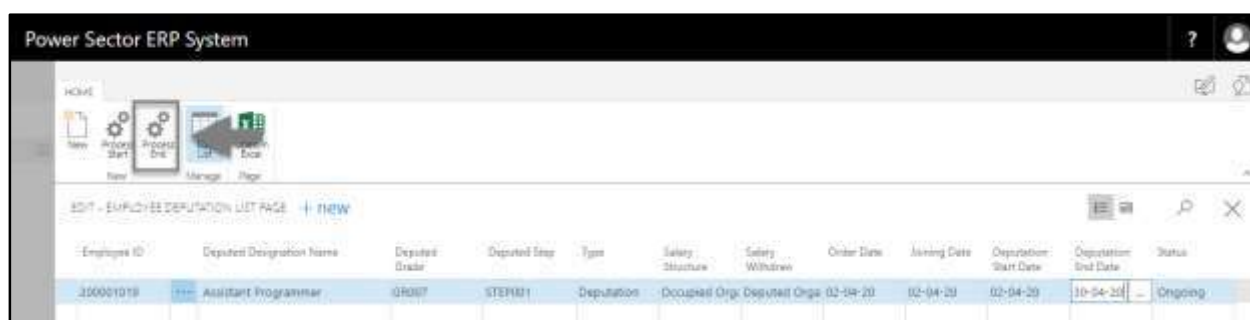 Power Sector ERP System ?
HOME
New Process Start Process End List Excel
New Manage Page
EDIT - EMPLOYEE DEPUTATION LIST PAGE + new
Employee ID Deputed Designation Name Deputed Grade Deputed Step Type Salary Structure Salary Withdrawn Order Date Joining Date Deputation Start Date Deputation End Date Status
200001019 ... Assistant Programmer GR007 STEP001 Deputation Occupied Orga Deputed Orga 02-04-20 02-04-20 02-04-20 30-04-20 ... Ongoing